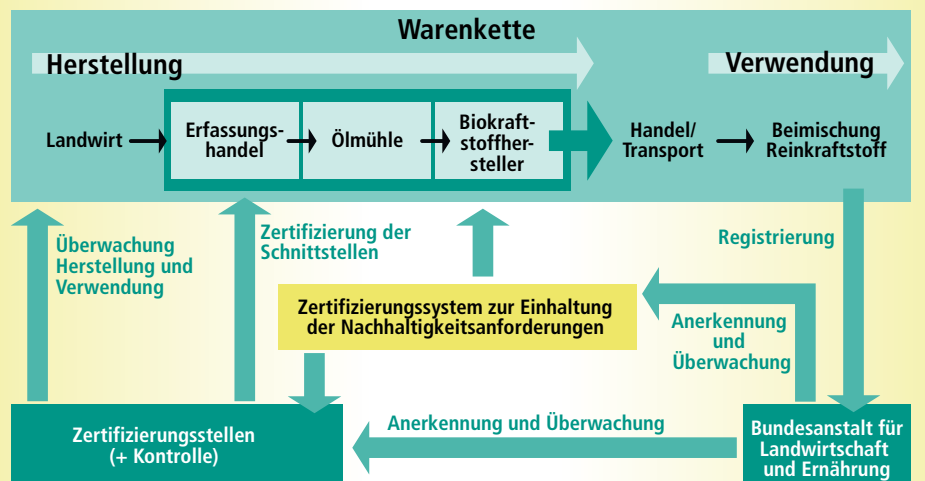 Warenkette
Herstellung
Verwendung
Landwirt
Erfassungs-
handel
Ölmühle
Biokraft-
stoffher-
steller
Handel/
Transport
Beimischung
Reinkraftstoff
Überwachung
Herstellung und
Verwendung
Zertifizierung der
Schnittstellen
Registrierung
Zertifizierungssystem zur Einhaltung
der Nachhaltigkeitsanforderungen
Anerkennung
und
Überwachung
Zertifizierungsstellen
(+ Kontrolle)
Anerkennung und Überwachung
Bundesanstalt für
Landwirtschaft
und Ernährung